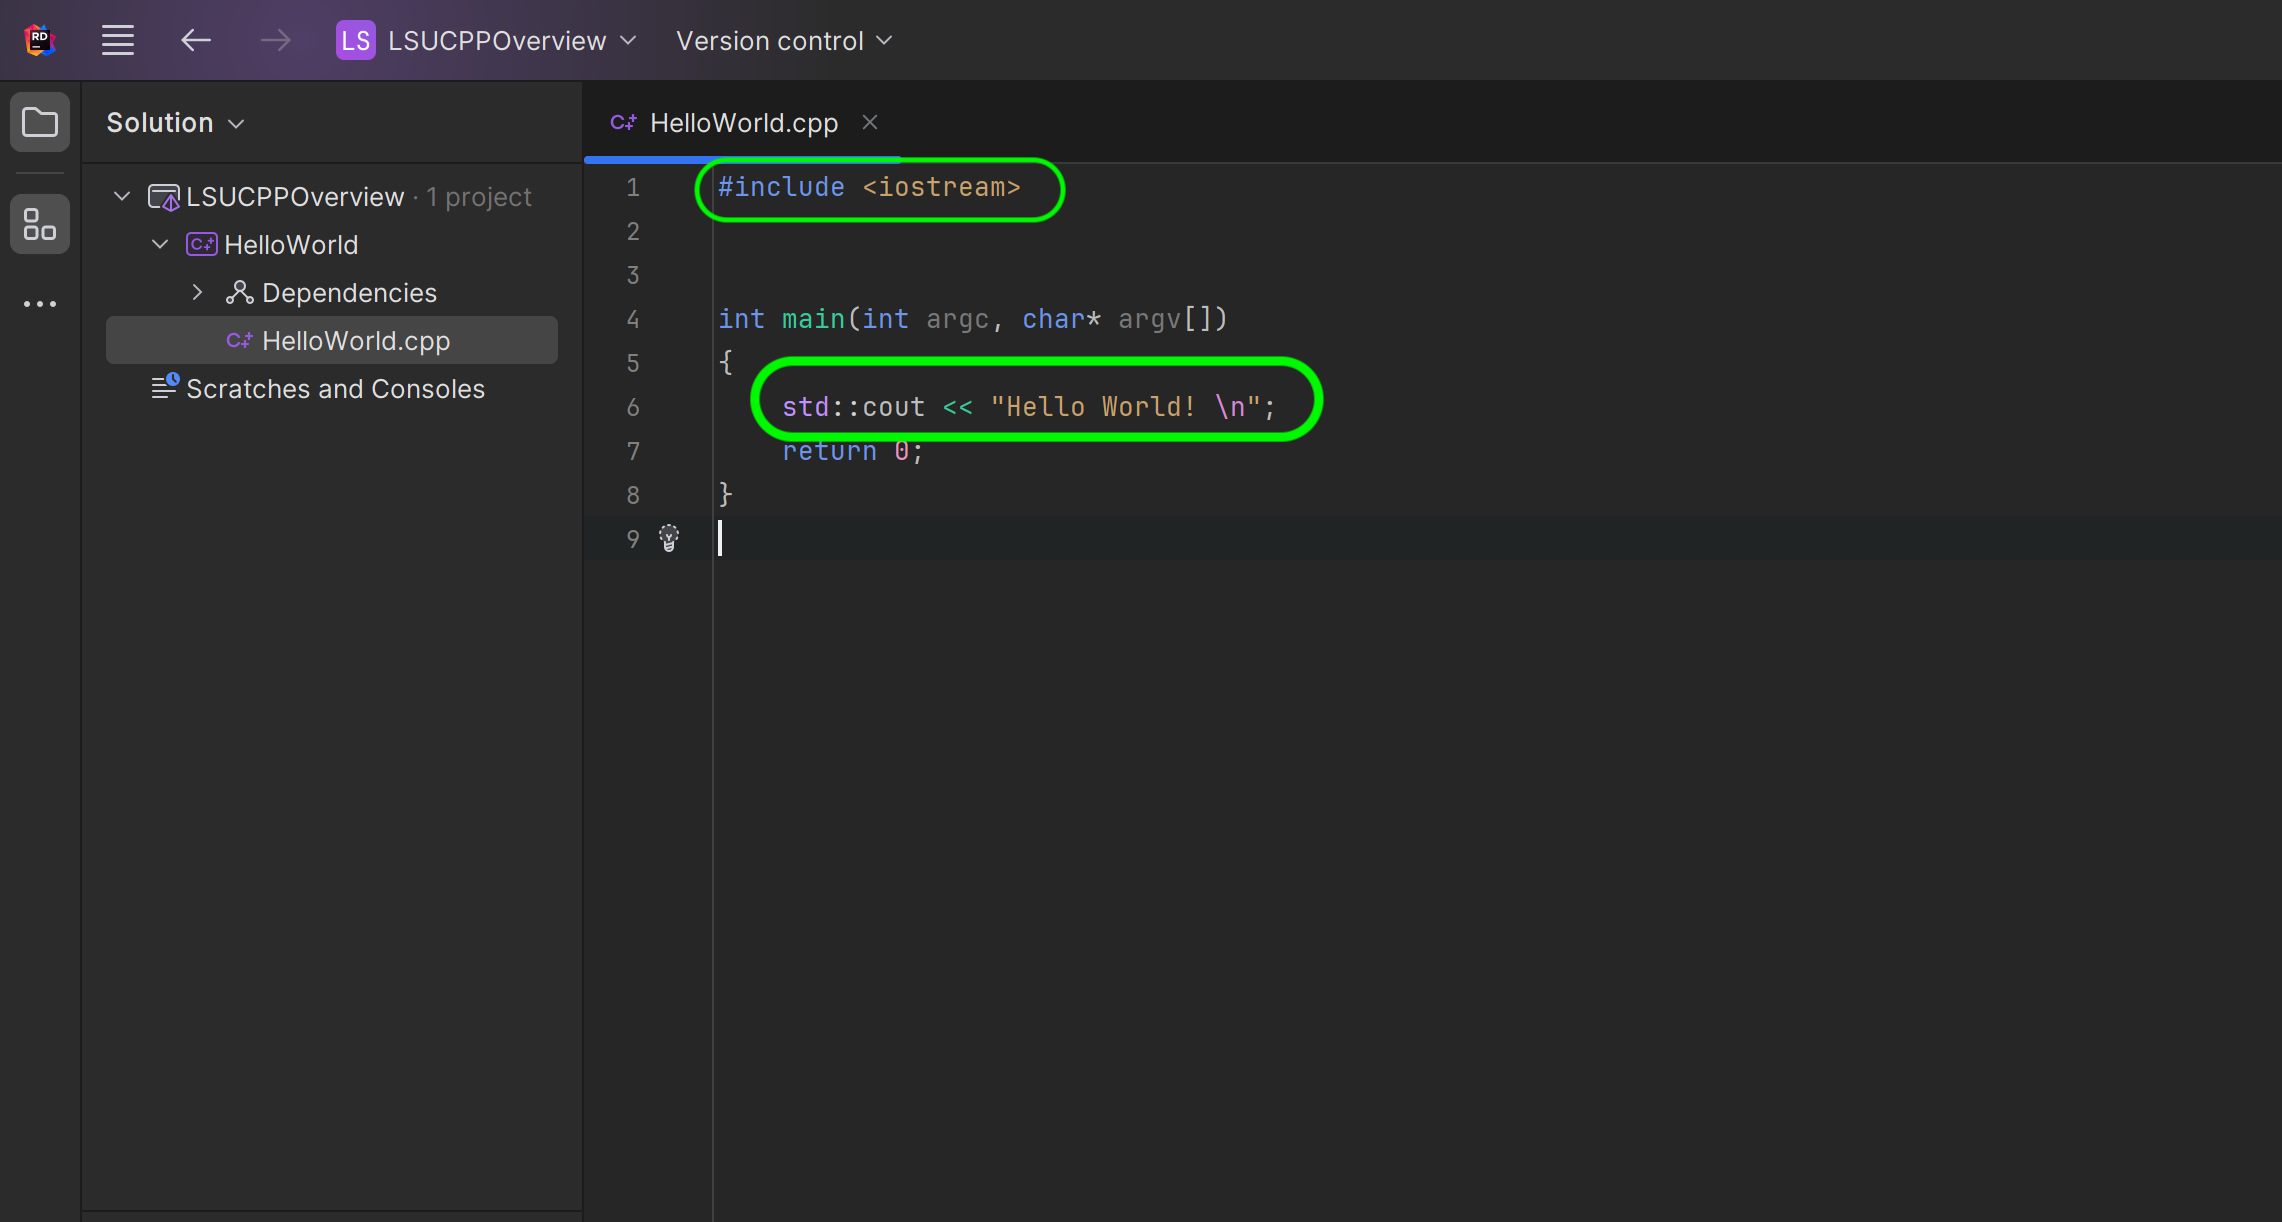 RD LS LSUCPPOverview Version control
Solution
C++ HelloWorld.cpp
LSUCPPOverview · 1 project
C++ HelloWorld
Dependencies
C++ HelloWorld.cpp
Scratches and Consoles
1 #include <iostream>
2
3
4 int main(int argc, char* argv[])
5 {
6 std::cout << "Hello World! \n";
7 return 0;
8 }
9